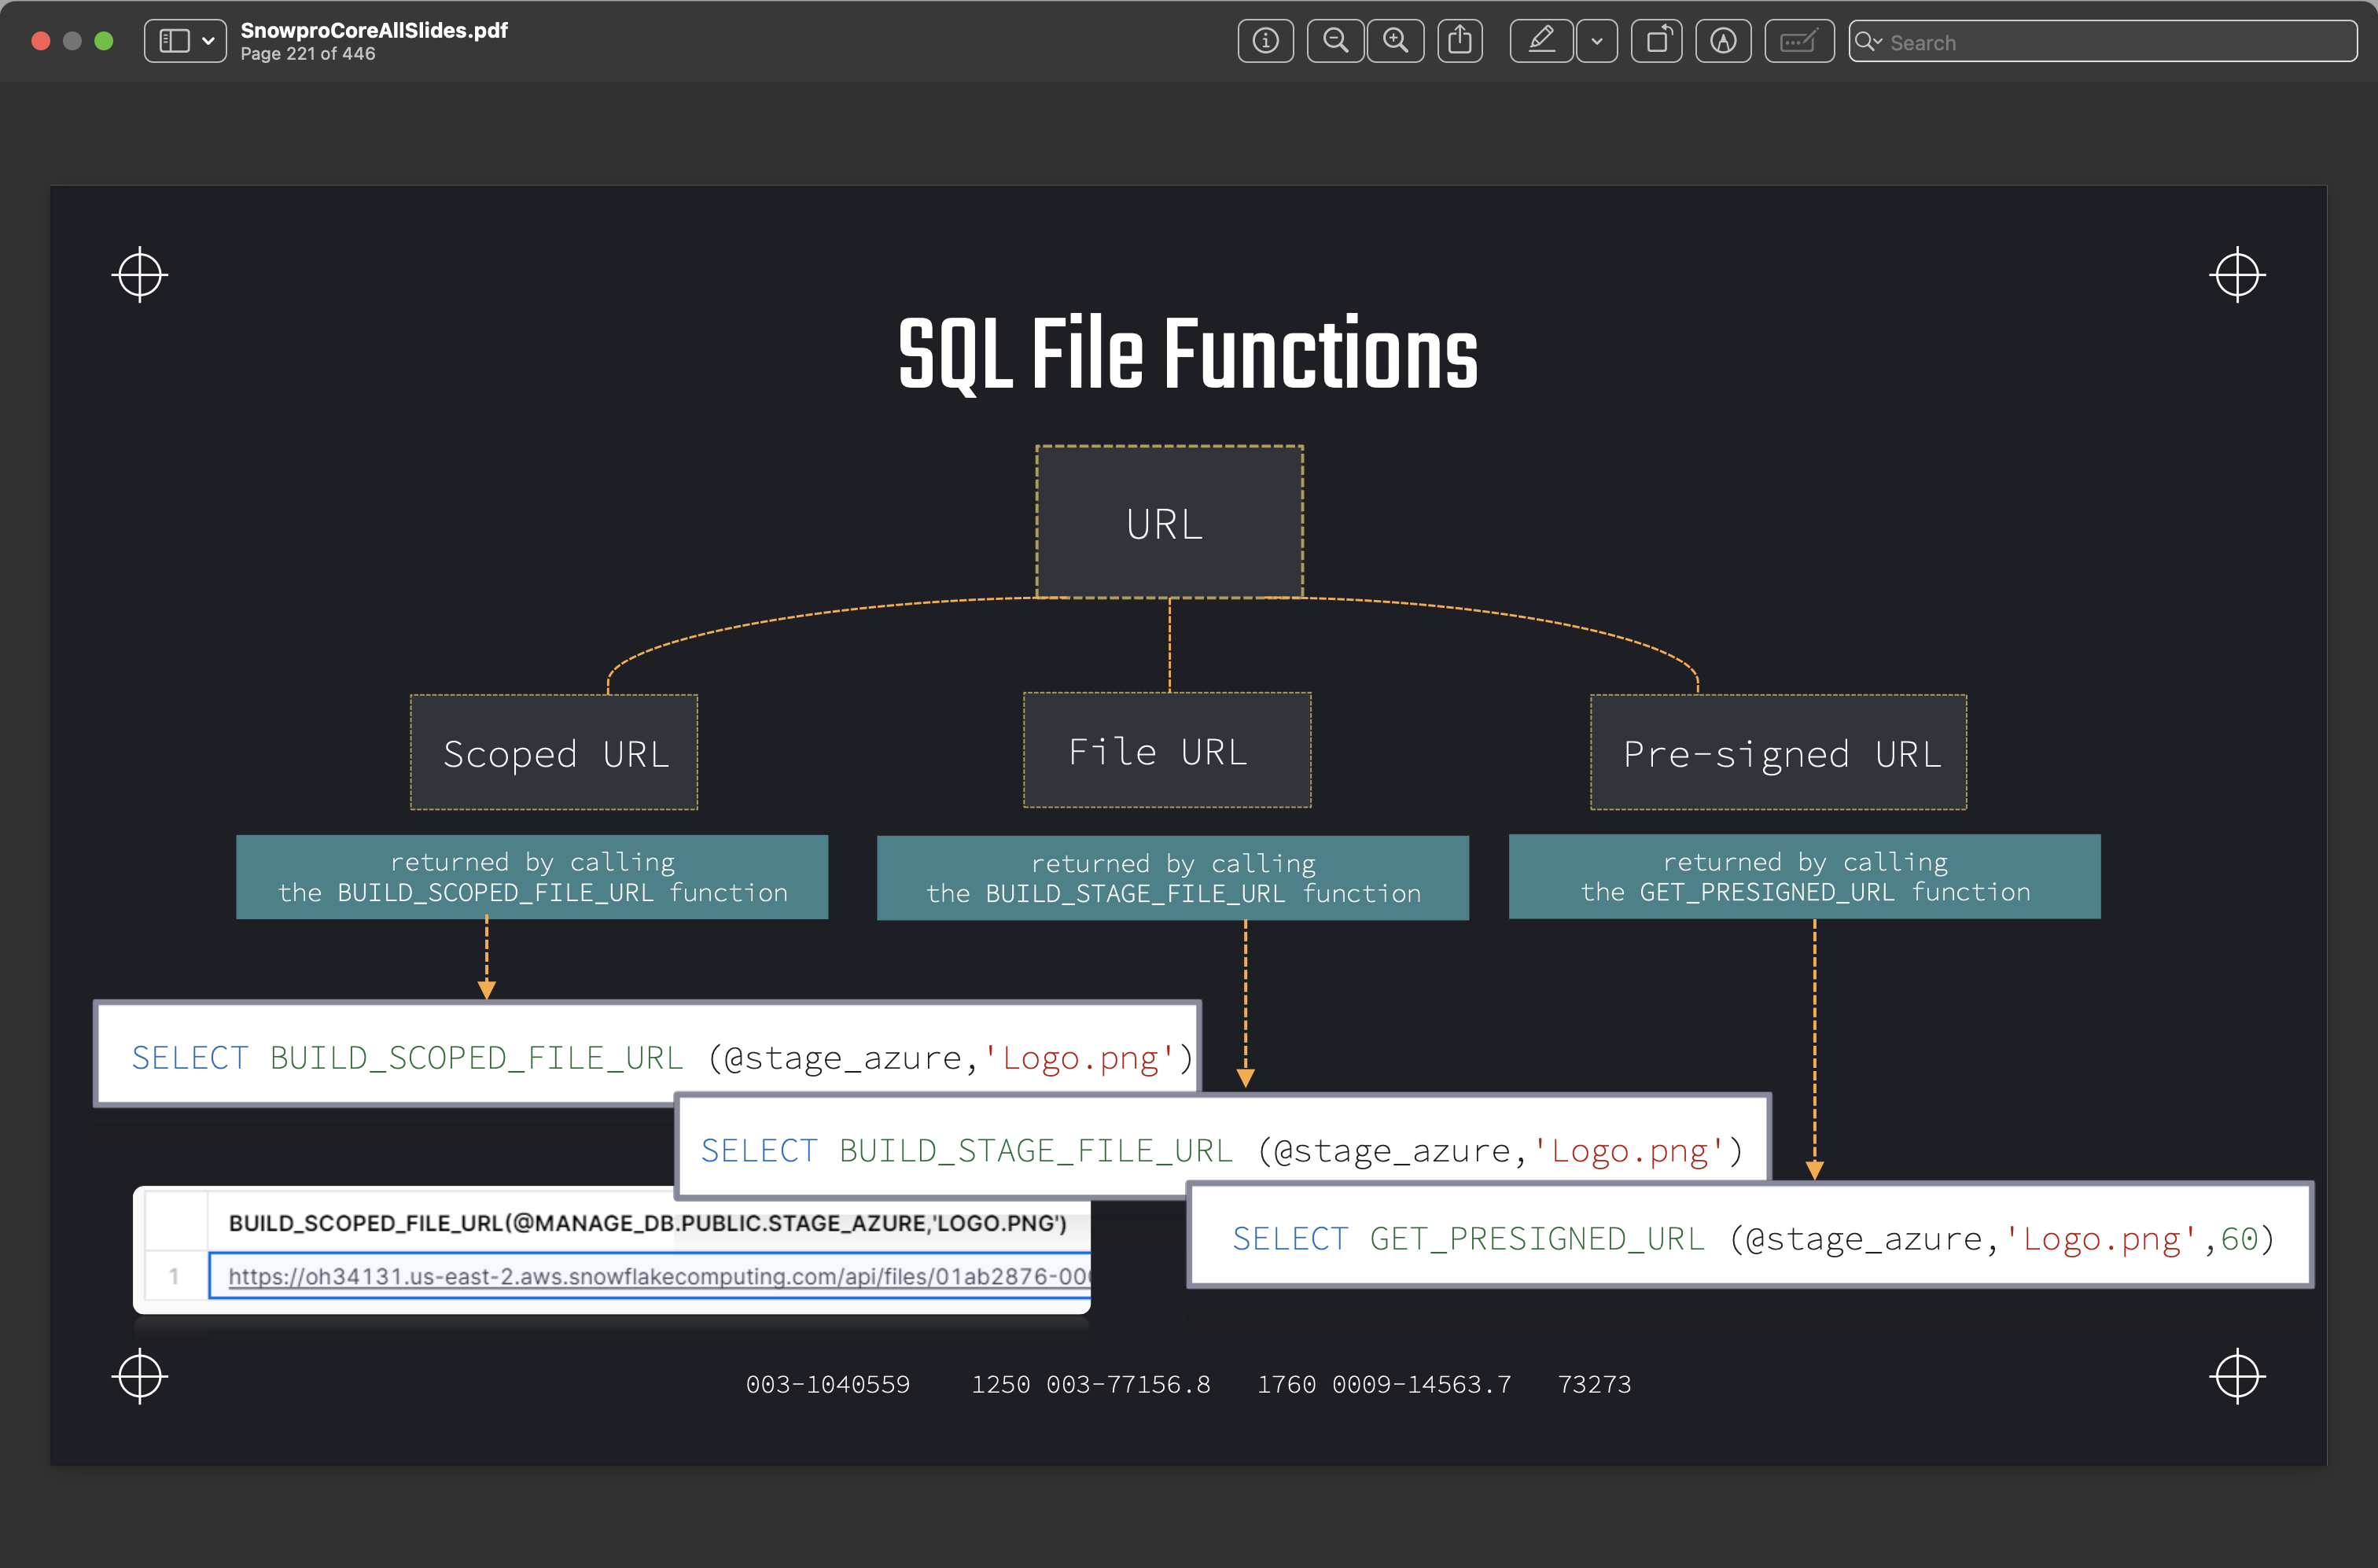 SnowproCoreAllSlides.pdf
Page 221 of 446
Search
SQL File Functions
URL
Scoped URL
File URL
Pre-signed URL
returned by calling
the BUILD_SCOPED_FILE_URL function
returned by calling
the BUILD_STAGE_FILE_URL function
returned by calling
the GET_PRESIGNED_URL function
SELECT BUILD_SCOPED_FILE_URL (@stage_azure,'Logo.png')
SELECT BUILD_STAGE_FILE_URL (@stage_azure,'Logo.png')
SELECT GET_PRESIGNED_URL (@stage_azure,'Logo.png',60)
BUILD_SCOPED_FILE_URL(@MANAGE_DB.PUBLIC.STAGE_AZURE,'LOGO.PNG')
1 https://oh34131.us-east-2.aws.snowflakecomputing.com/api/files/01ab2876-00
003-1040559 1250 003-77156.8 1760 0009-14563.7 73273